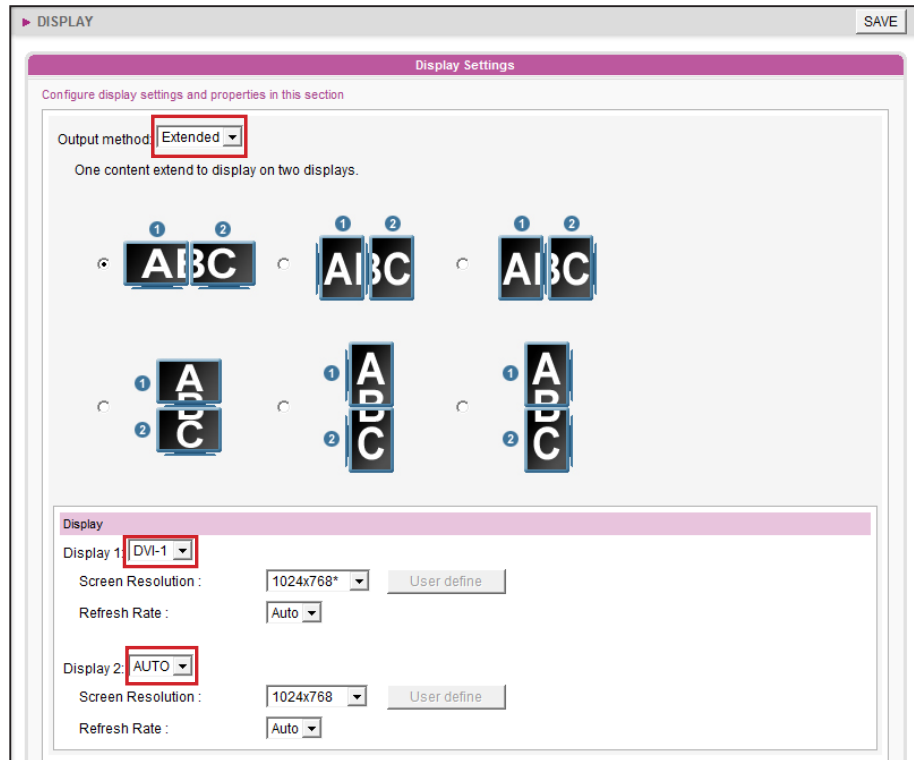 DISPLAY SAVE
Display Settings
Configure display settings and properties in this section
Output method: Extended
One content extend to display on two displays.
1 2 1 2 1 2
ABC ABC ABC
1 A 1 A 1 A
B B B
2 C 2 C 2 C
Display
Display 1: DVI-1
Screen Resolution : 1024x768* User define
Refresh Rate : Auto
Display 2: AUTO
Screen Resolution : 1024x768 User define
Refresh Rate : Auto